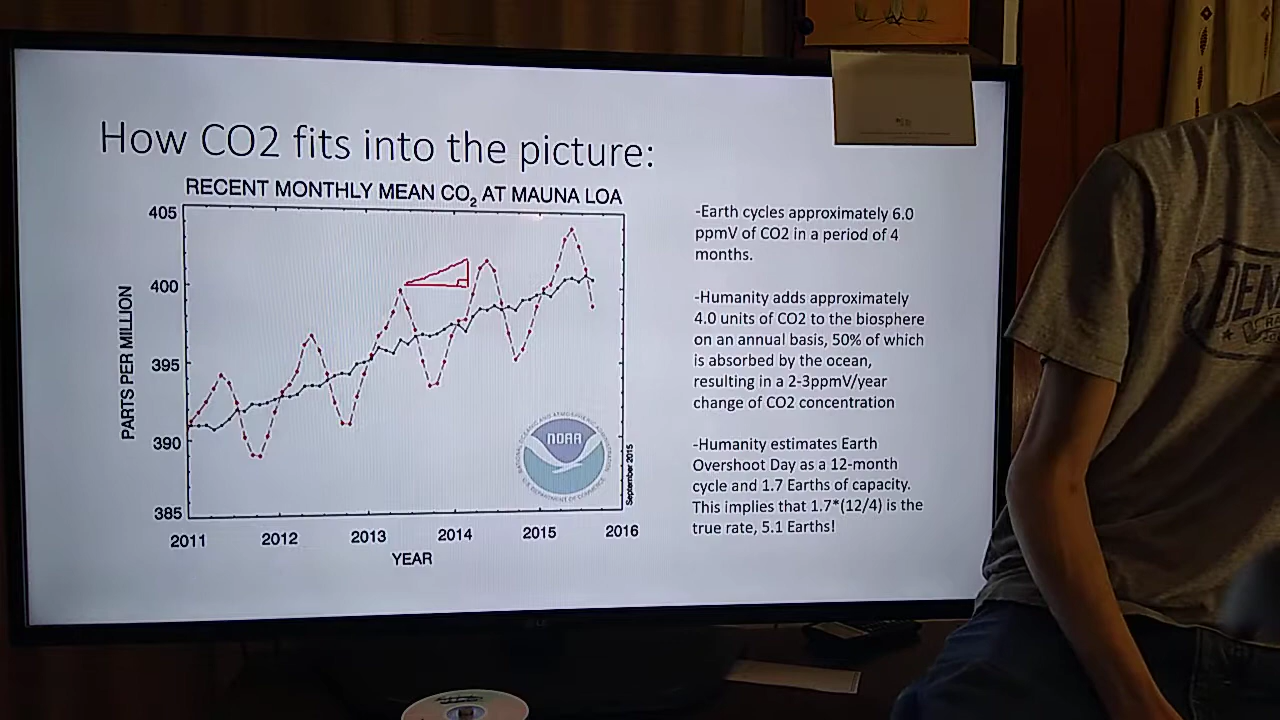 How CO2 fits into the picture:
RECENT MONTHLY MEAN CO₂ AT MAUNA LOA
405
400
395
390
385
PARTS PER MILLION
2011 2012 2013 2014 2015 2016
YEAR
NOAA
September 2015
-Earth cycles approximately 6.0
ppmV of CO2 in a period of 4
months.
-Humanity adds approximately
4.0 units of CO2 to the biosphere
on an annual basis, 50% of which
is absorbed by the ocean,
resulting in a 2-3ppmV/year
change of CO2 concentration
-Humanity estimates Earth
Overshoot Day as a 12-month
cycle and 1.7 Earths of capacity.
This implies that 1.7*(12/4) is the
true rate, 5.1 Earths!